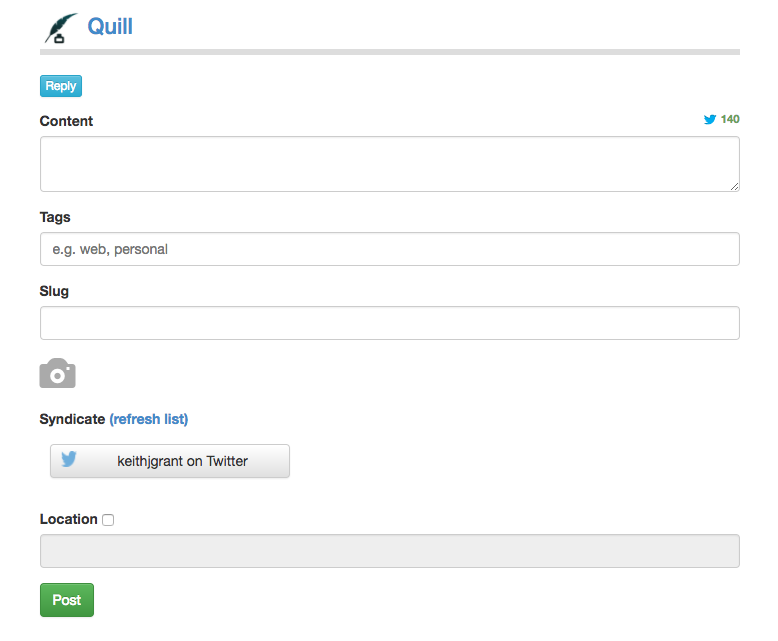 Quill
Reply
Content 140
Tags
e.g. web, personal
Slug
Syndicate (refresh list)
keithjgrant on Twitter
Location
Post